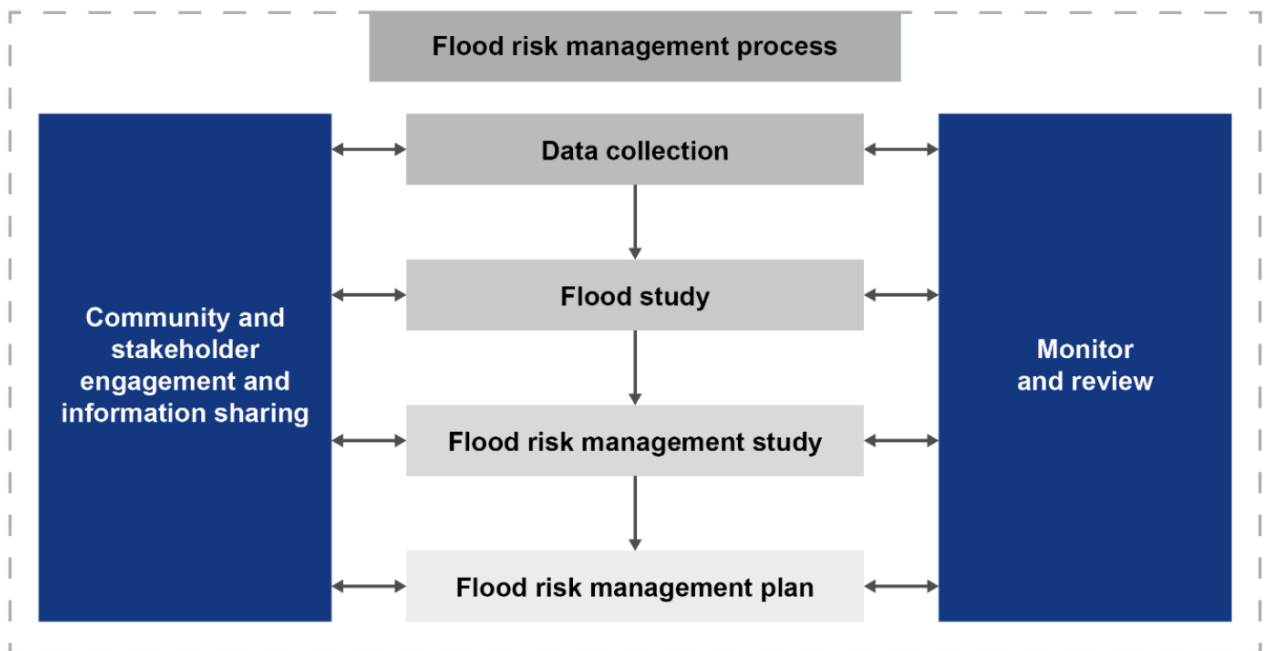 Flood risk management process
Community and
stakeholder
engagement and
information sharing
Data collection
Flood study
Flood risk management study
Flood risk management plan
Monitor
and review